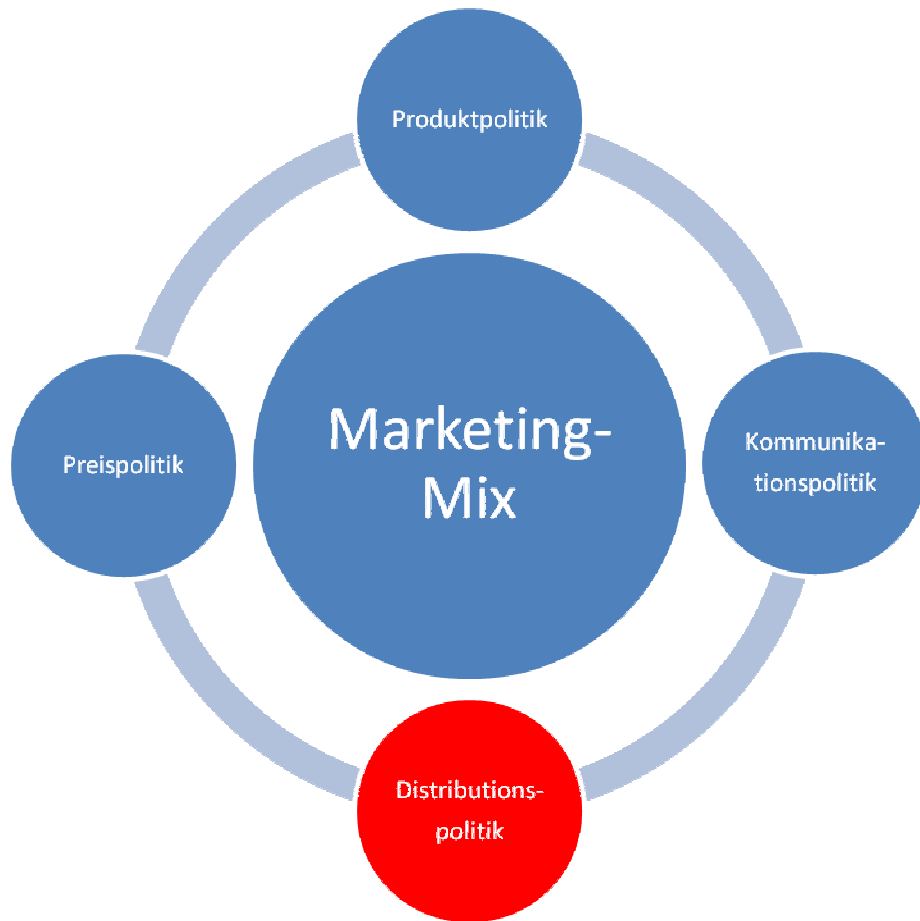 Produktpolitik
Marketing-
Mix
Preispolitik
Kommunika-
tionspolitik
Distributions-
politik